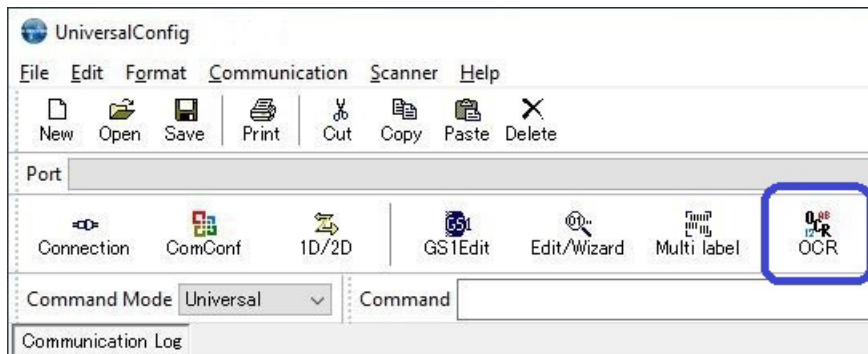 UniversalConfig
File Edit Format Communication Scanner Help
New Open Save Print Cut Copy Paste Delete
Port
Connection ComConf 1D/2D GS1Edit Edit/Wizard Multi label OCR
Command Mode Universal Command
Communication Log